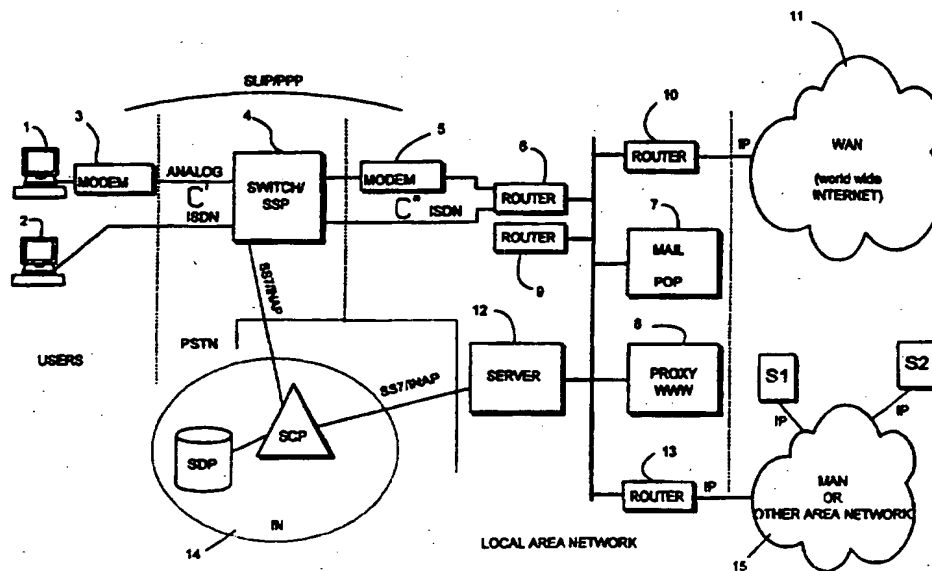 11
SLIP/PPP
10
1
3
4
5
6
IP
WAN
ROUTER
(world wide
INTERNET)
MODEM
ANALOG
SWITCH/
SSP
MODEM
C'
ROUTER
7
C" ISDN
ISDN
2
MAIL
POP
ROUTER
9
SS7/INAP
12
8
USERS
PSTN
SERVER
PROXY
WWW
S1
S2
SS7/INAP
IP
IP
SCP
SDP
13
MAN
OR
OTHER AREA NETWORK
ROUTER
IP
IN
14
LOCAL AREA NETWORK
15